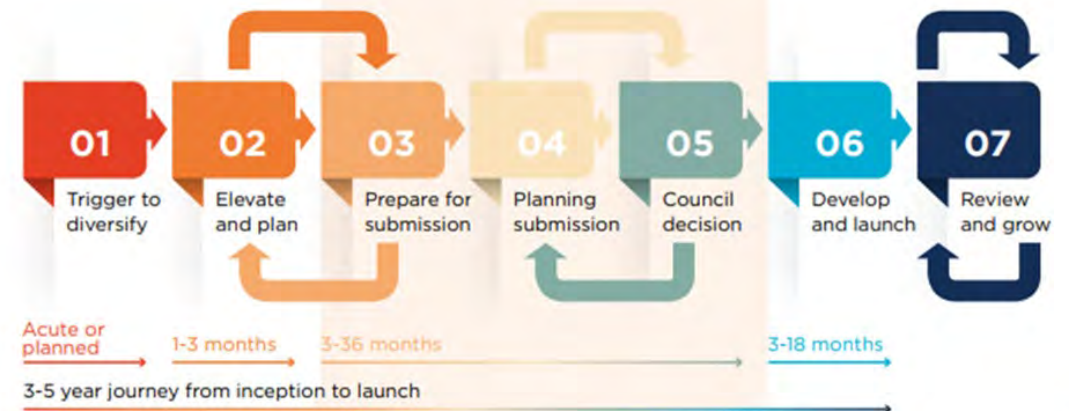 01
02
03
04
05
06
07
Trigger to
diversify
Elevate
and plan
Prepare for
submission
Planning
submission
Council
decision
Develop
and launch
Review
and grow
Acute or
planned
1-3 months
3-36 months
3-18 months
3-5 year journey from inception to launch